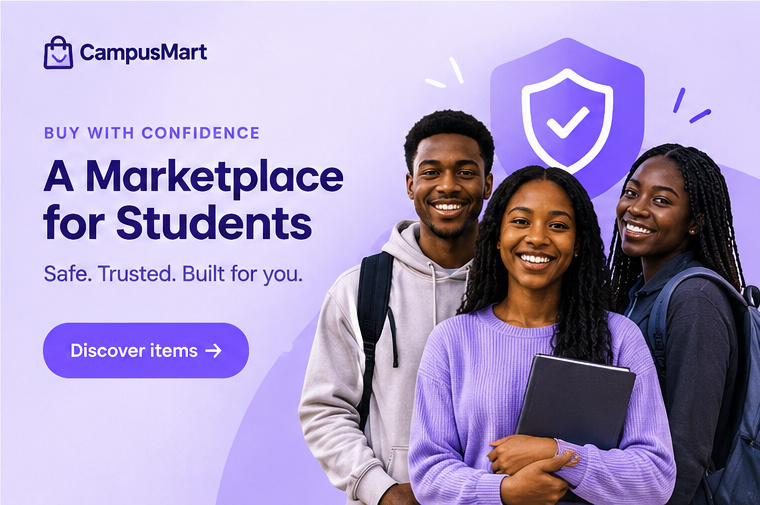 CampusMart
BUY WITH CONFIDENCE
A Marketplace
for Students
Safe. Trusted. Built for you.
Discover items →